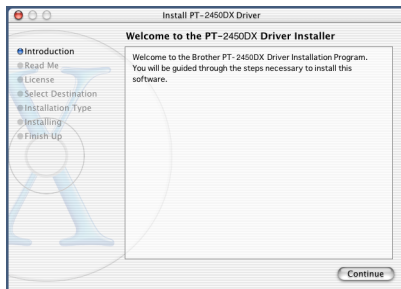 Install PT-2450DX Driver
Welcome to the PT-2450DX Driver Installer
Introduction
Read Me
License
Select Destination
Installation Type
Installing
Finish Up
Welcome to the Brother PT-2450DX Driver Installation Program.
You will be guided through the steps necessary to install this
software.
Continue